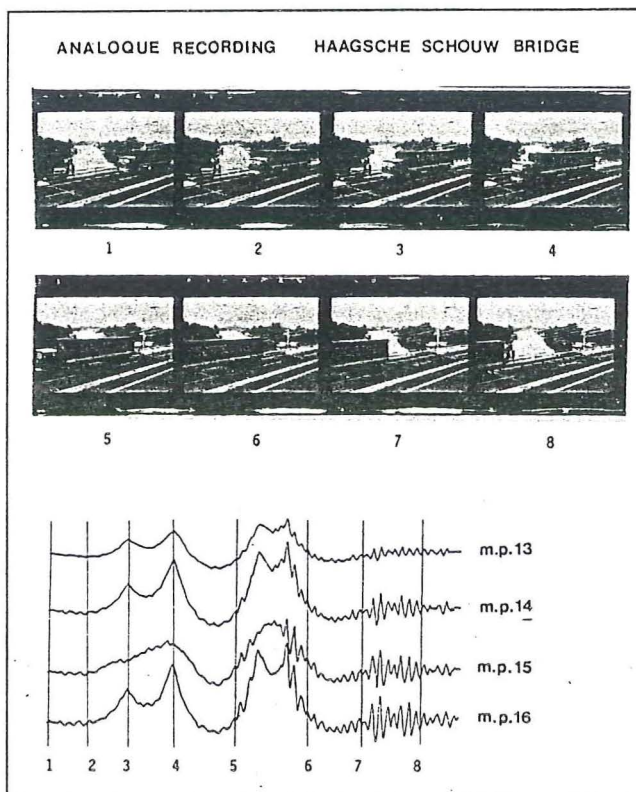 ANALOQUE RECORDING HAAGSCHE SCHOUW BRIDGE
1 2 3 4
5 6 7 8
m.p.13
m.p.14
m.p.15
m.p.16
1 2 3 4 5 6 7 8